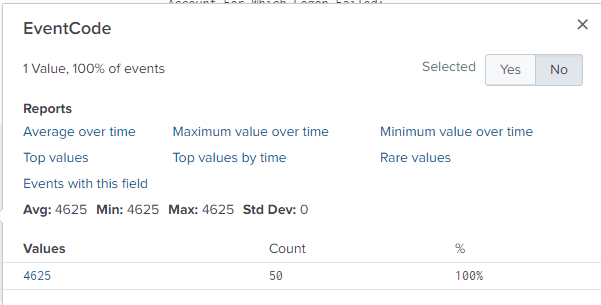 Account For Which Logon Failed:
EventCode
1 Value, 100% of events
Selected Yes No
Reports
Average over time Maximum value over time Minimum value over time
Top values Top values by time Rare values
Events with this field
Avg: 4625 Min: 4625 Max: 4625 Std Dev: 0
Values Count %
4625 50 100%